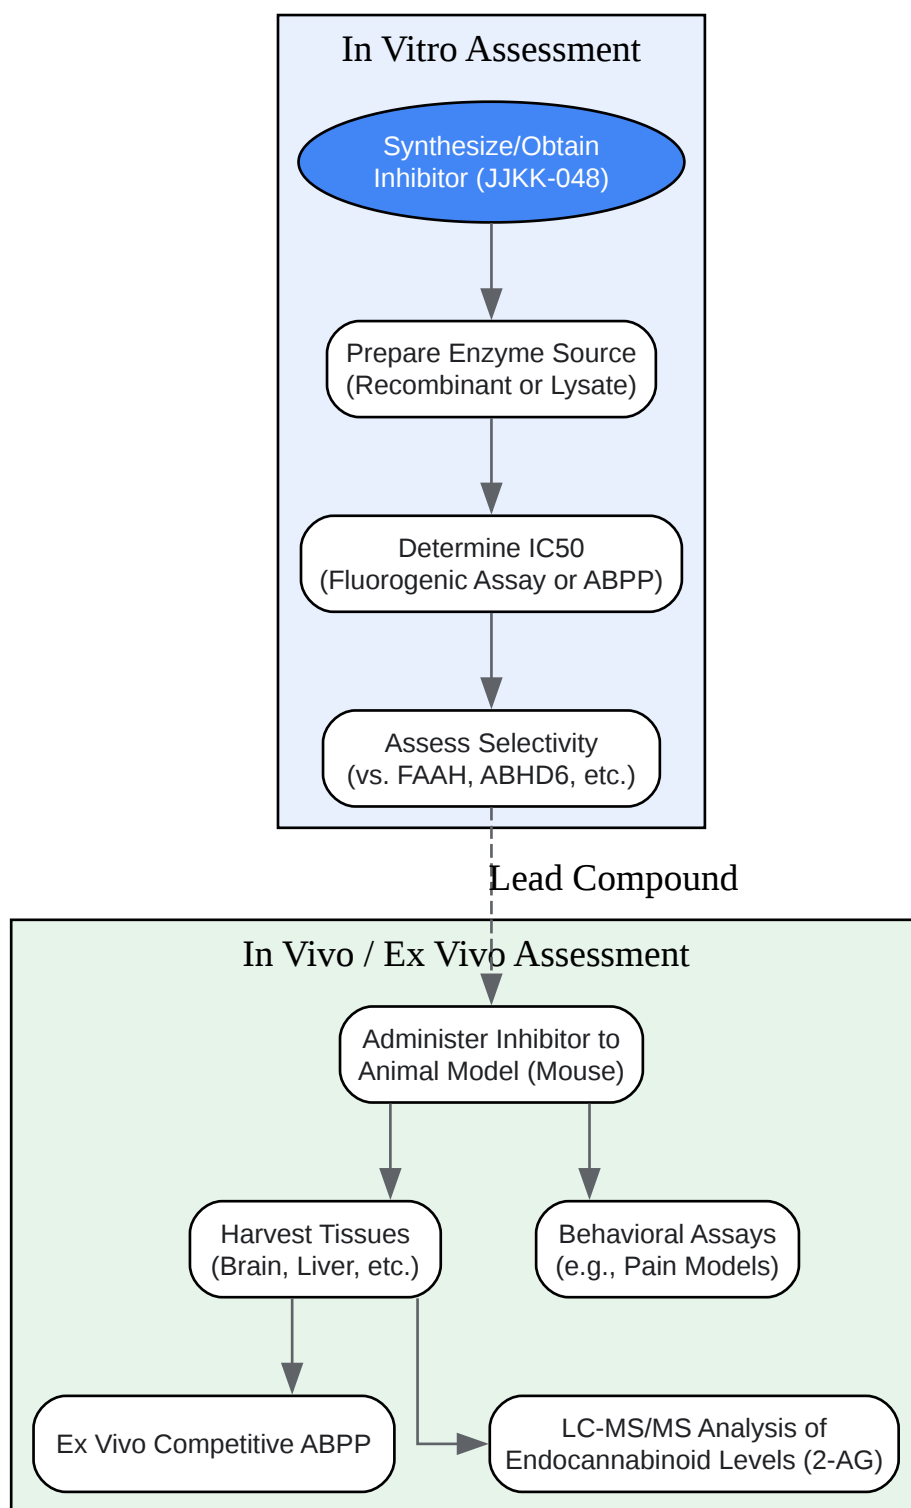 In Vitro Assessment
Synthesize/Obtain
Inhibitor (JJKK-048)
Prepare Enzyme Source
(Recombinant or Lysate)
Determine IC50
(Fluorogenic Assay or ABPP)
Assess Selectivity
(vs. FAAH, ABHD6, etc.)
Lead Compound
In Vivo / Ex Vivo Assessment
Administer Inhibitor to
Animal Model (Mouse)
Harvest Tissues
(Brain, Liver, etc.)
Behavioral Assays
(e.g., Pain Models)
Ex Vivo Competitive ABPP
LC-MS/MS Analysis of
Endocannabinoid Levels (2-AG)